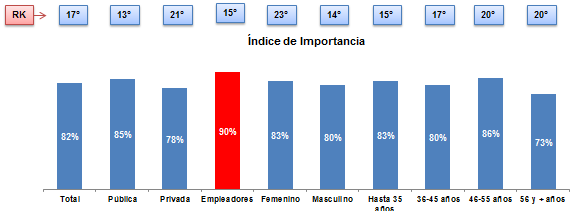 RK 17° 13° 21° 15° 23° 14° 15° 17° 20° 20°
Índice de Importancia
82% 85% 78% 90% 83% 80% 83% 80% 86% 73%
Total Pública Privada Empleadores Femenino Masculino Hasta 35 años 36-45 años 46-55 años 56 y + años